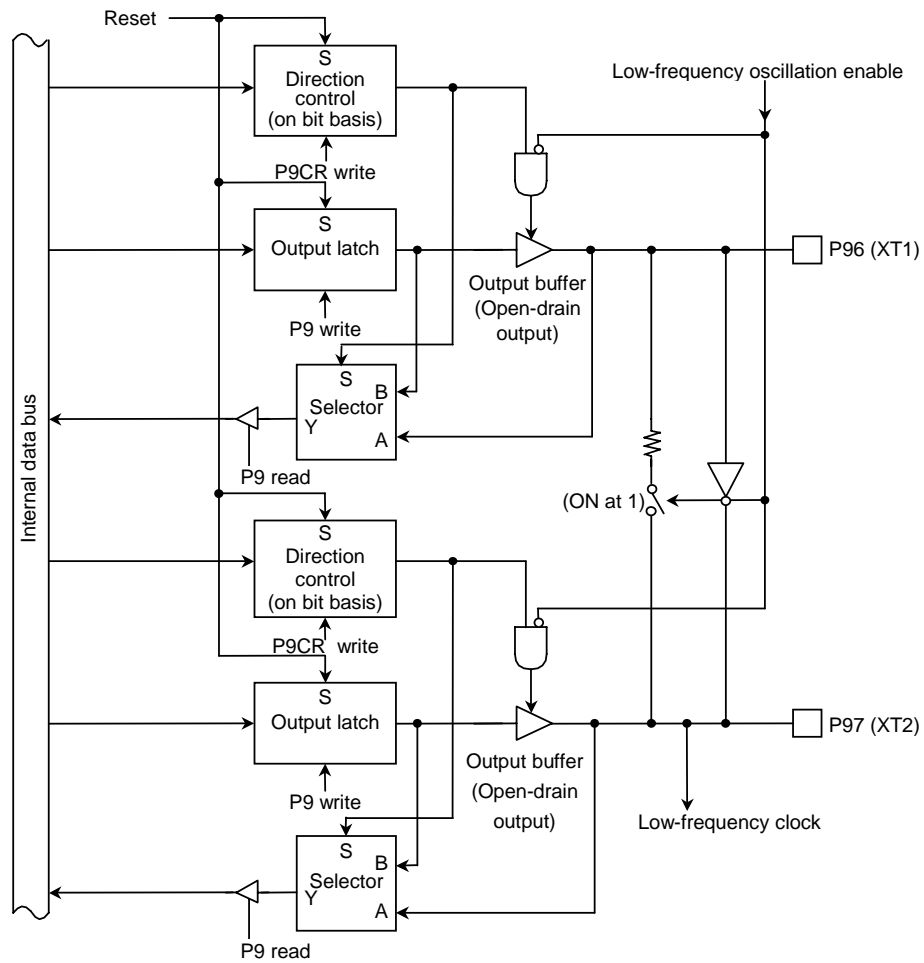 Reset
Low-frequency oscillation enable
S
Direction
control
(on bit basis)
P9CR write
S
Output latch
P9 write
Output buffer
(Open-drain
output)
P96 (XT1)
S
B
Selector
Y
A
P9 read
Internal data bus
(ON at 1)
S
Direction
control
(on bit basis)
P9CR write
S
Output latch
P9 write
Output buffer
(Open-drain
output)
P97 (XT2)
Low-frequency clock
S
B
Selector
Y
A
P9 read